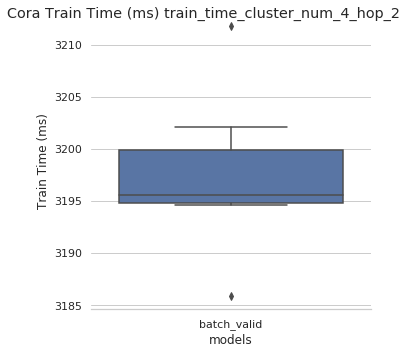 Cora Train Time (ms) train_time_cluster_num_4_hop_2
3210
3205
3200
3195
3190
3185
Train Time (ms)
batch_valid
models